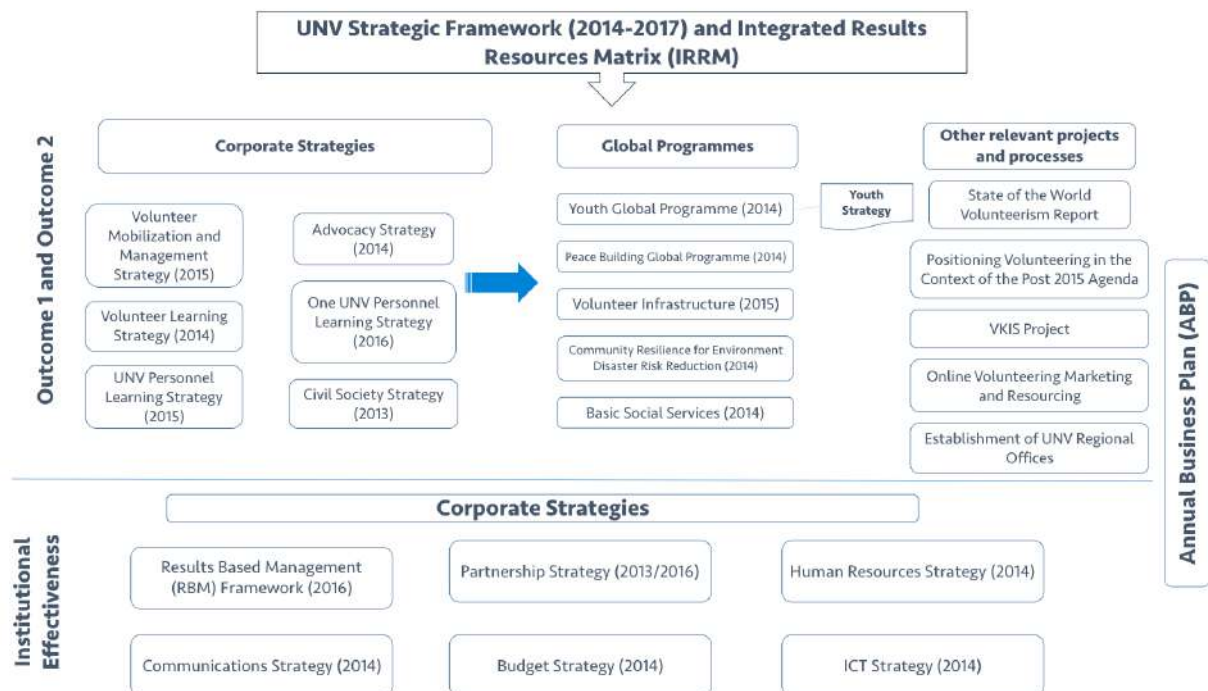 UNV Strategic Framework (2014-2017) and Integrated Results
Resources Matrix (IRRM)
Outcome 1 and Outcome 2
Corporate Strategies
Volunteer
Mobilization and
Management
Strategy (2015)
Volunteer Learning
Strategy (2014)
UNV Personnel
Learning Strategy
(2015)
Advocacy Strategy
(2014)
One UNV Personnel
Learning Strategy
(2016)
Civil Society Strategy
(2013)
Global Programmes
Youth Global Programme (2014)
Peace Building Global Programme (2014)
Volunteer Infrastructure (2015)
Community Resilience for Environment
Disaster Risk Reduction (2014)
Basic Social Services (2014)
Youth
Strategy
Other relevant projects
and processes
State of the World
Volunteerism Report
Positioning Volunteering in the
Context of the Post 2015 Agenda
VKIS Project
Online Volunteering Marketing
and Resourcing
Establishment of UNV Regional
Offices
Annual Business Plan (ABP)
Institutional
Effectiveness
Corporate Strategies
Results Based Management
(RBM) Framework (2016)
Partnership Strategy (2013/2016)
Human Resources Strategy (2014)
Communications Strategy (2014)
Budget Strategy (2014)
ICT Strategy (2014)